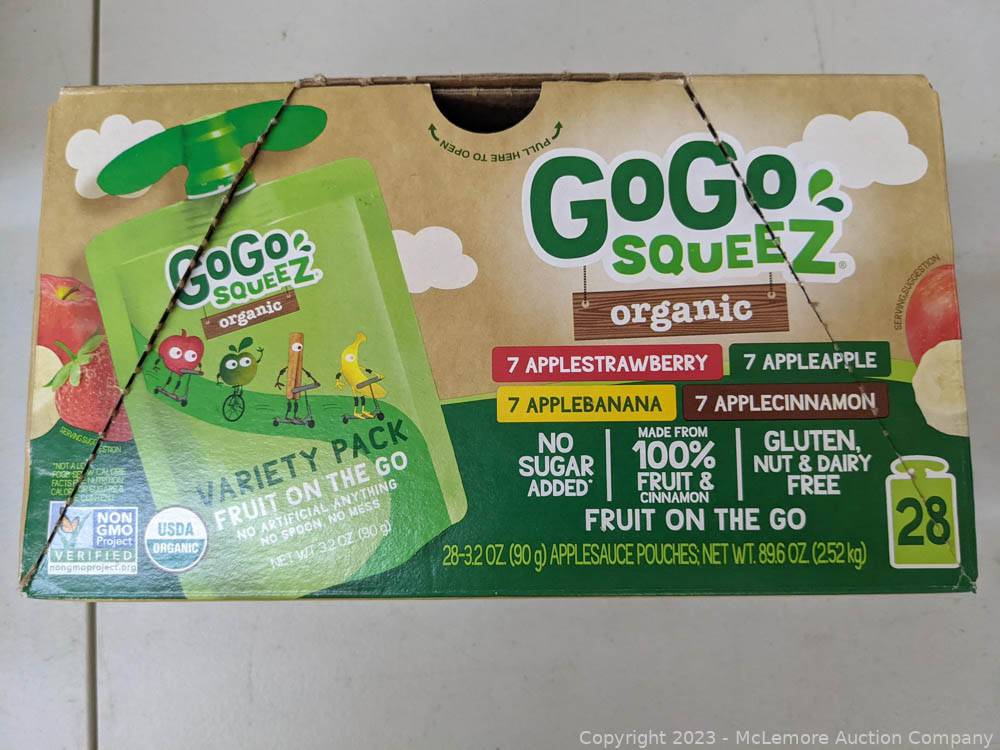 PULL HERE TO OPEN
GoGo
SQUEEZ®
organic
GoGo
SQUEEZ
organic
SERVING SUGGESTION
7 APPLESTRAWBERRY
7 APPLEAPPLE
7 APPLEBANANA
7 APPLECINNAMON
VARIETY PACK
FRUIT ON THE GO
NO ARTIFICIAL ANYTHING
NO SPOON, NO MESS
NET WT 3.2 OZ (90 g)
NO
SUGAR
ADDED*
MADE FROM
100%
FRUIT &
CINNAMON
GLUTEN,
NUT & DAIRY
FREE
FRUIT ON THE GO
28-3.2 OZ. (90 g) APPLESAUCE POUCHES; NET WT. 89.6 OZ. (2.52 kg)
28
NON
GMO
Project
VERIFIED
nongmoproject.org
USDA
ORGANIC
Copyright 2023 - McLemore Auction Company